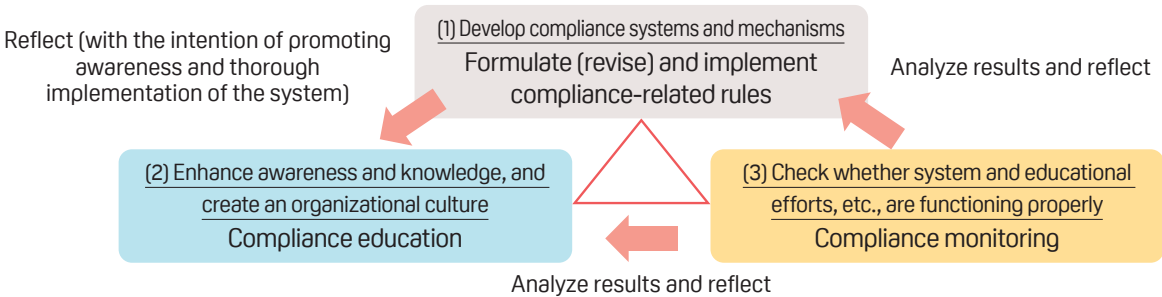 (1) Develop compliance systems and mechanisms
Formulate (revise) and implement
compliance-related rules
Reflect (with the intention of promoting
awareness and thorough
implementation of the system)
Analyze results and reflect
(2) Enhance awareness and knowledge, and
create an organizational culture
Compliance education
(3) Check whether system and educational
efforts, etc., are functioning properly
Compliance monitoring
Analyze results and reflect